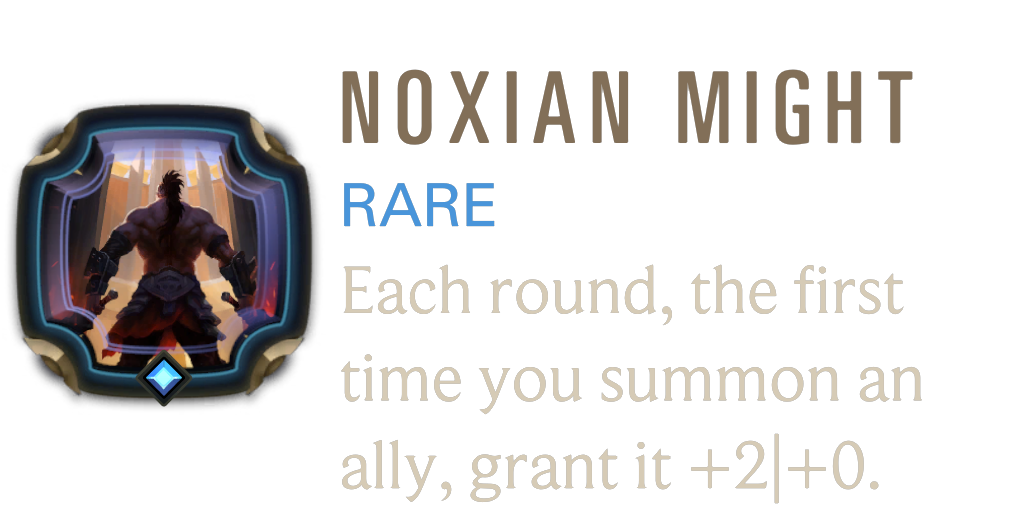 NOXIAN MIGHT
RARE
Each round, the first
time you summon an
ally, grant it +2|+0.